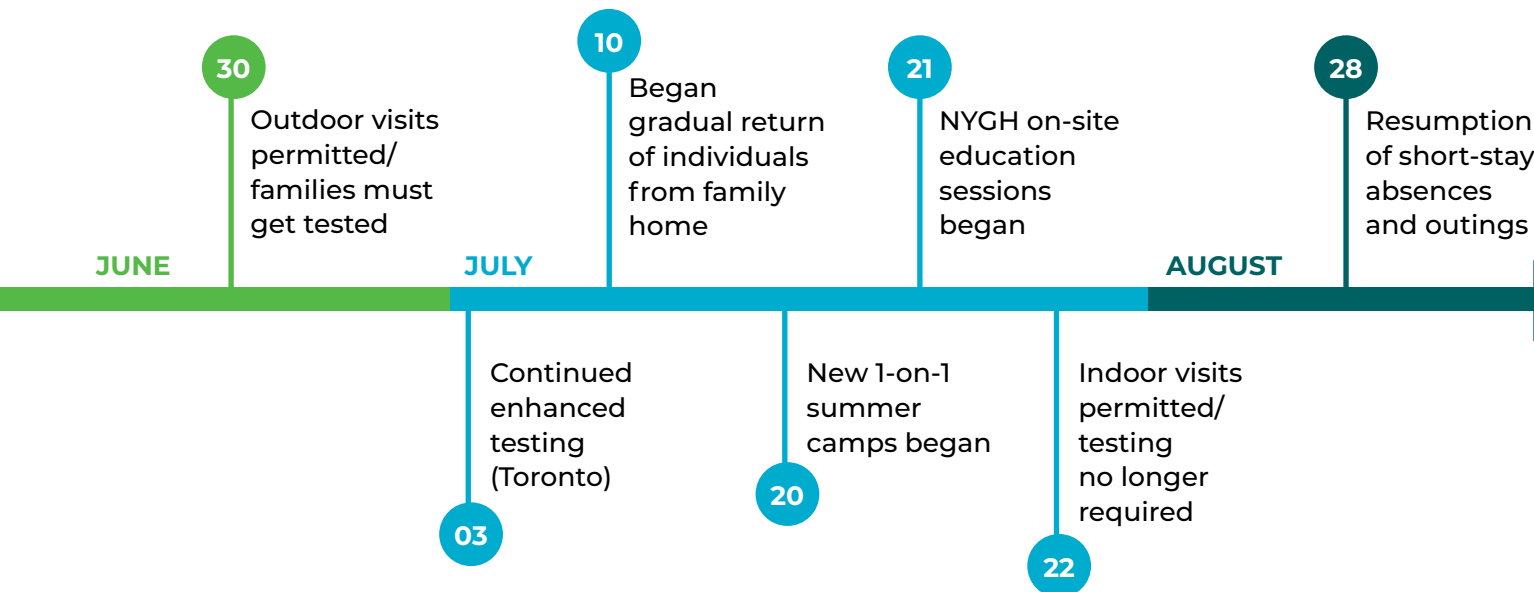 30
Outdoor visits
permitted/
families must
get tested
JUNE
10
Began
gradual return
of individuals
from family
home
JULY
21
NYGH on-site
education
sessions
began
28
Resumption
of short-stay
absences
and outings
AUGUST
Continued
enhanced
testing
(Toronto)
03
New 1-on-1
summer
camps began
20
Indoor visits
permitted/
testing
no longer
required
22